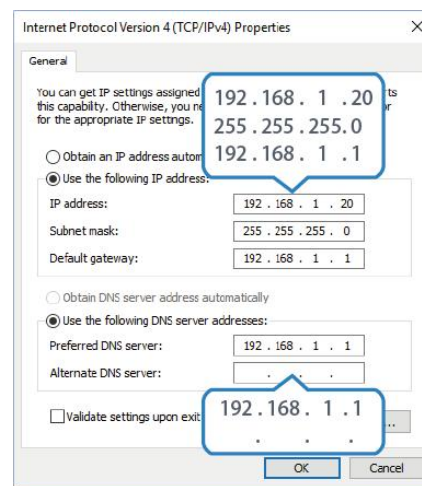 Internet Protocol Version 4 (TCP/IPv4) Properties
General
You can get IP settings assigned
this capability. Otherwise, you ne
for the appropriate IP settings.
192.168. 1 .20
255.255.255.0
192.168. 1 .1
Obtain an IP address autom
Use the following IP address:
IP address: 192 . 168 . 1 . 20
Subnet mask: 255 . 255 . 255 . 0
Default gateway: 192 . 168 . 1 . 1
Obtain DNS server address automatically
Use the following DNS server addresses:
Preferred DNS server: 192 . 168 . 1 . 1
Alternate DNS server: . . .
192.168. 1 .1
. . .
Validate settings upon exit
OK Cancel